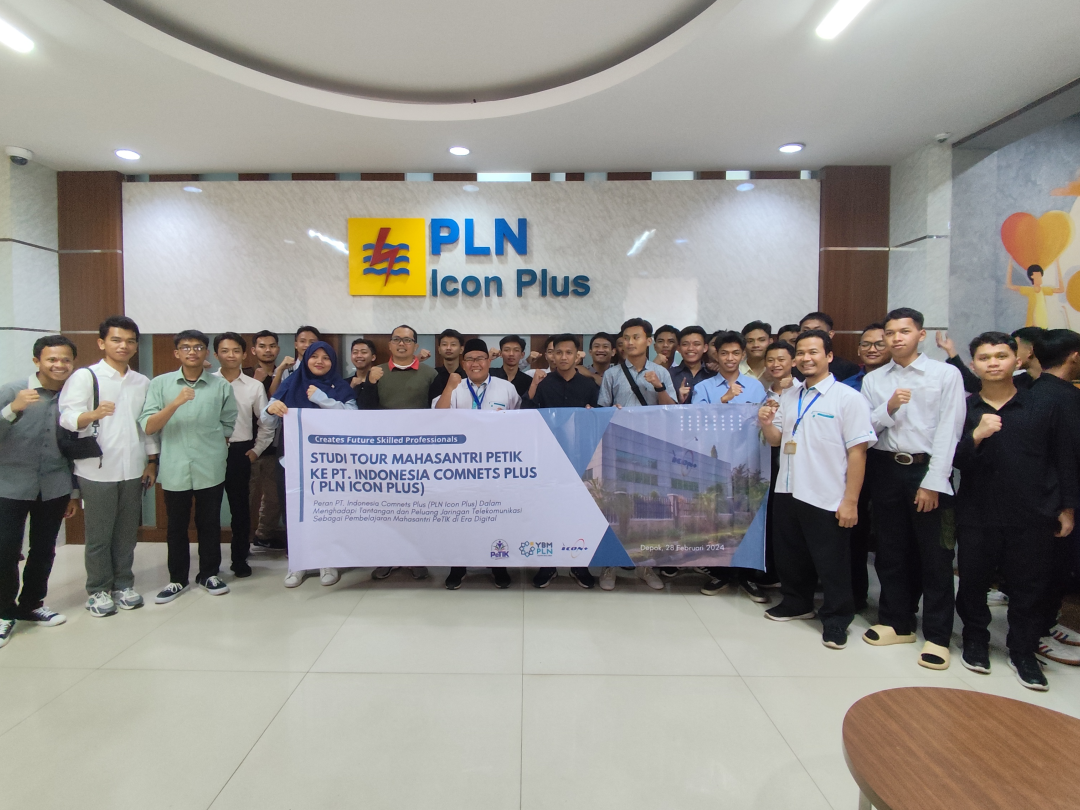 PLN
Icon Plus
Creates Future Skilled Professionals
STUDI TOUR MAHASANTRI PETIK
KE PT. INDONESIA COMNETS PLUS
( PLN ICON PLUS)
Peran PT. Indonesia Comnets Plus (PLN Icon Plus) Dalam
Menghadapi Tantangan dan Peluang Jaringan Telekomunikasi
Sebagai Pembelajaran Mahasantri PeTIK di Era Digital
PeTIK
YBM
PLN
icon+
Depok, 28 Februari 2024